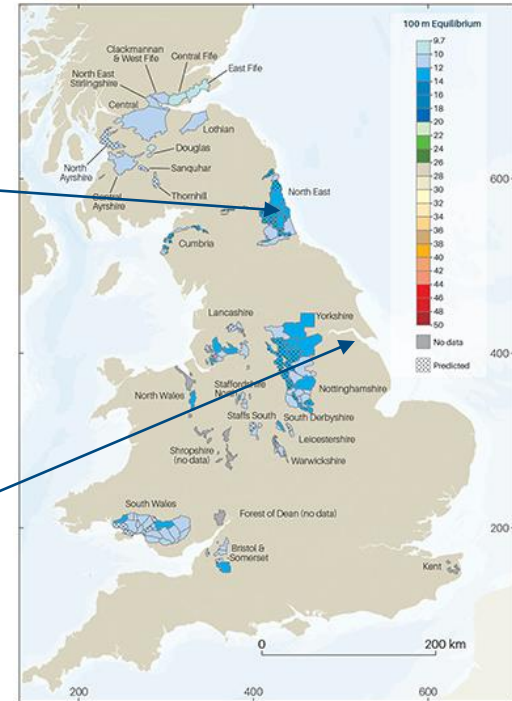 100 m Equilibrium
9.7
10
12
14
16
18
20
22
24
26
28
30
32
34
36
38
40
42
44
46
48
50
No data
Predicted
Clackmannan
& West Fife
Central Fife
East Fife
North East
Stirlingshire
Central
Lothian
Douglas
North
Ayrshire
Sanquhar
Central
Ayrshire
Thornhill
North East
600
Cumbria
Lancashire
Yorkshire
400
North Wales
Staffordshire
North
Nottinghamshire
Staffs South
South Derbyshire
Leicestershire
Shropshire
(no data)
Warwickshire
South Wales
Forest of Dean (no data)
200
Bristol &
Somerset
Kent
0
200 km
200
400
600